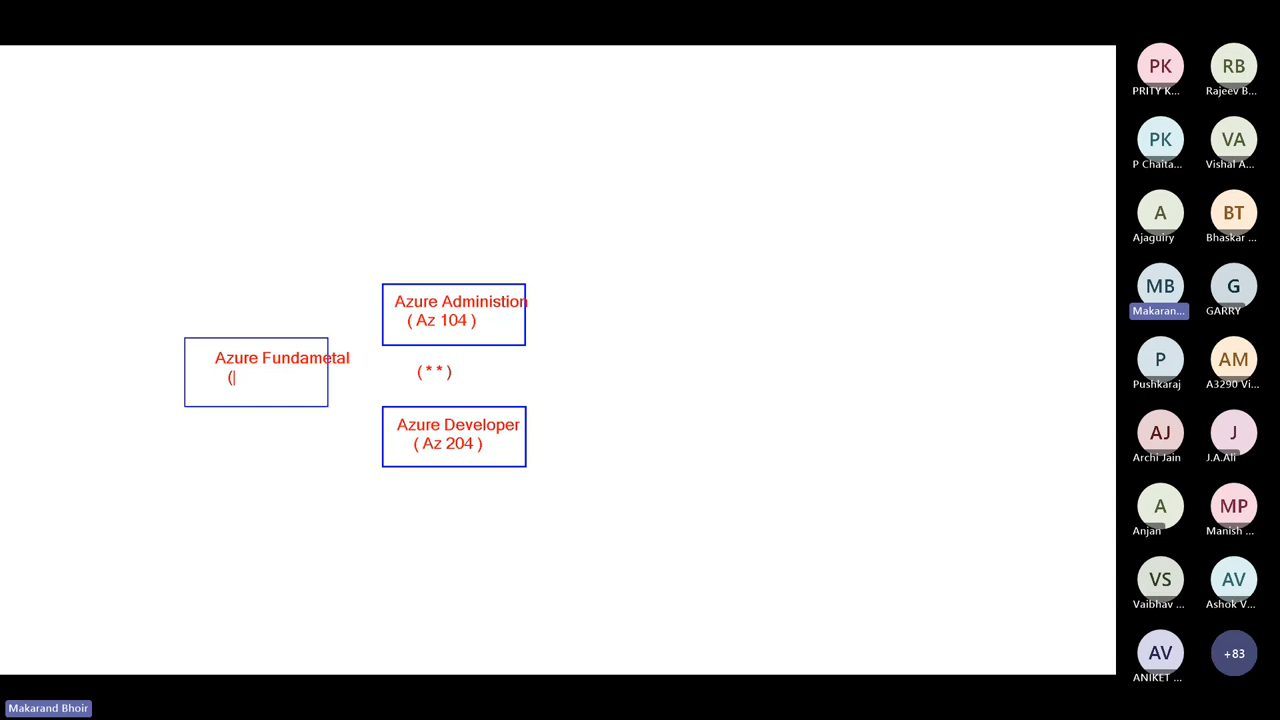 Azure Administion
( Az 104 )
Azure Fundametal
(
( * * )
Azure Developer
( Az 204 )
PK
PRITY K...
RB
Rajeev B...
PK
P Chaita...
VA
Vishal A...
A
Ajaguiry
BT
Bhaskar ...
MB
Makaran...
G
GARRY
P
Pushkaraj
AM
A3290 Vi...
AJ
Archi Jain
J
J.A.Ali
A
Anjan
MP
Manish ...
VS
Vaibhav ...
AV
Ashok V...
AV
ANIKET ...
+83
Makarand Bhoir